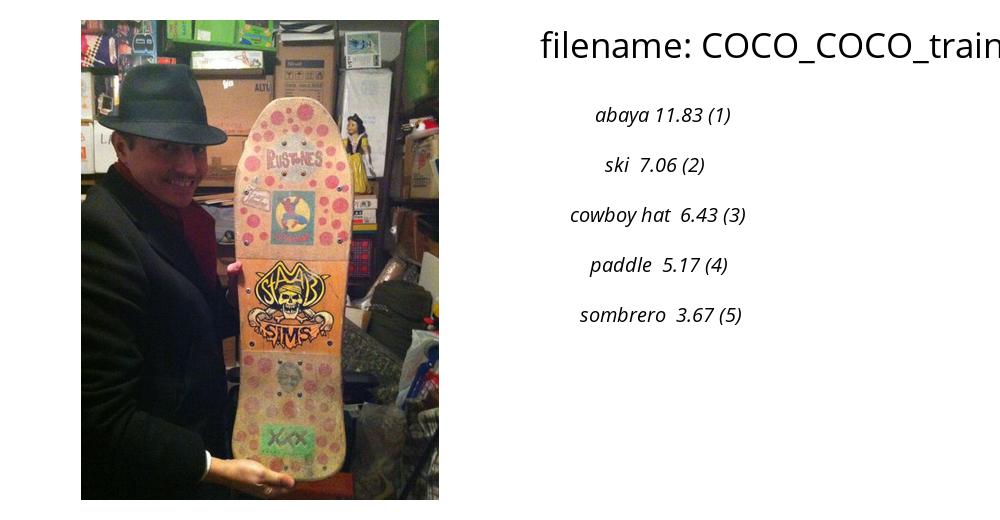 filename: COCO_COCO_train
abaya 11.83 (1)
ski 7.06 (2)
cowboy hat 6.43 (3)
paddle 5.17 (4)
sombrero 3.67 (5)
SIMS
XXX